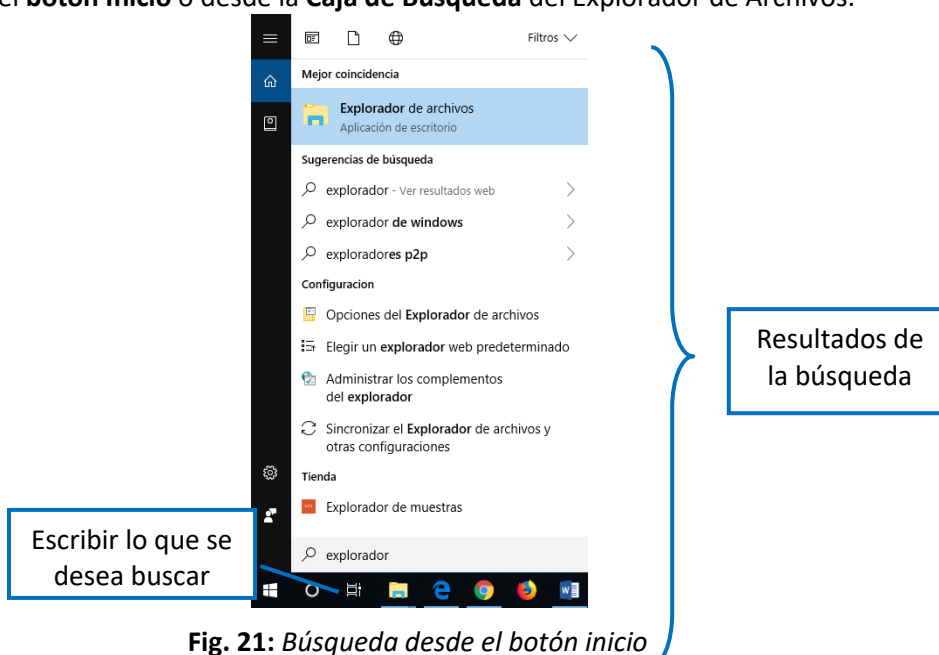 el botón inicio o desde la Caja de Búsqueda del Explorador de Archivos.
Filtros
Mejor coincidencia
Explorador de archivos
Aplicación de escritorio
Sugerencias de búsqueda
explorador - Ver resultados web
explorador de windows
exploradores p2p
Configuracion
Opciones del Explorador de archivos
Elegir un explorador web predeterminado
Administrar los complementos
del explorador
Sincronizar el Explorador de archivos y
otras configuraciones
Tienda
Explorador de muestras
explorador
Resultados de
la búsqueda
Escribir lo que se
desea buscar
Fig. 21: Búsqueda desde el botón inicio